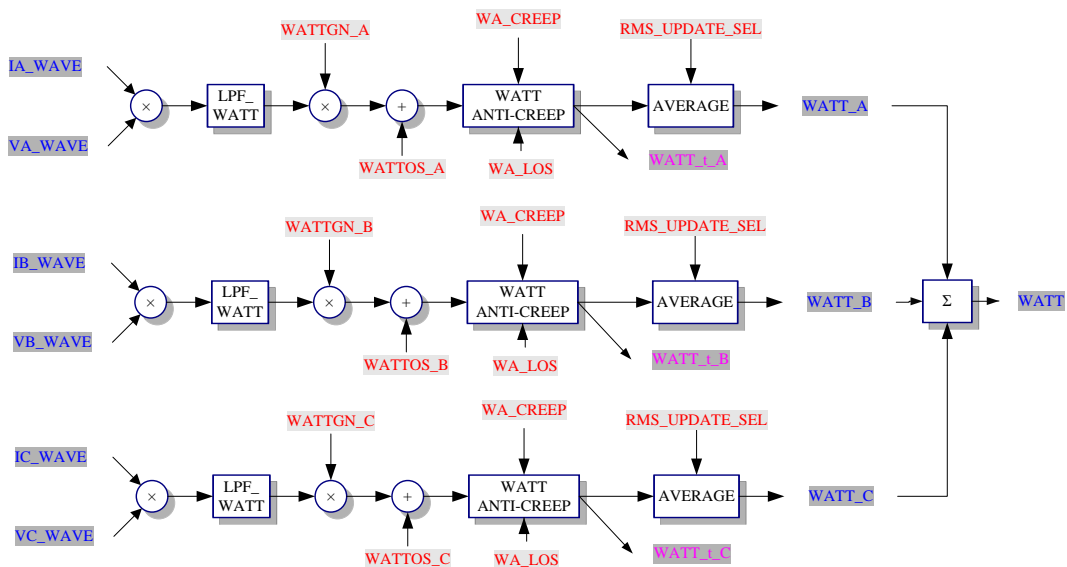 WA_CREEP
WATTGN_A
RMS_UPDATE_SEL
IA_WAVE
×
LPF_
WATT
×
+
WATT
ANTI-CREEP
AVERAGE
WATT_A
VA_WAVE
WATTOS_A
WA_LOS
WATT_t_A
WA_CREEP
WATTGN_B
RMS_UPDATE_SEL
IB_WAVE
×
LPF_
WATT
×
+
WATT
ANTI-CREEP
AVERAGE
WATT_B
Σ
WATT
VB_WAVE
WATTOS_B
WA_LOS
WATT_t_B
WA_CREEP
WATTGN_C
RMS_UPDATE_SEL
IC_WAVE
×
LPF_
WATT
×
+
WATT
ANTI-CREEP
AVERAGE
WATT_C
VC_WAVE
WATTOS_C
WA_LOS
WATT_t_C